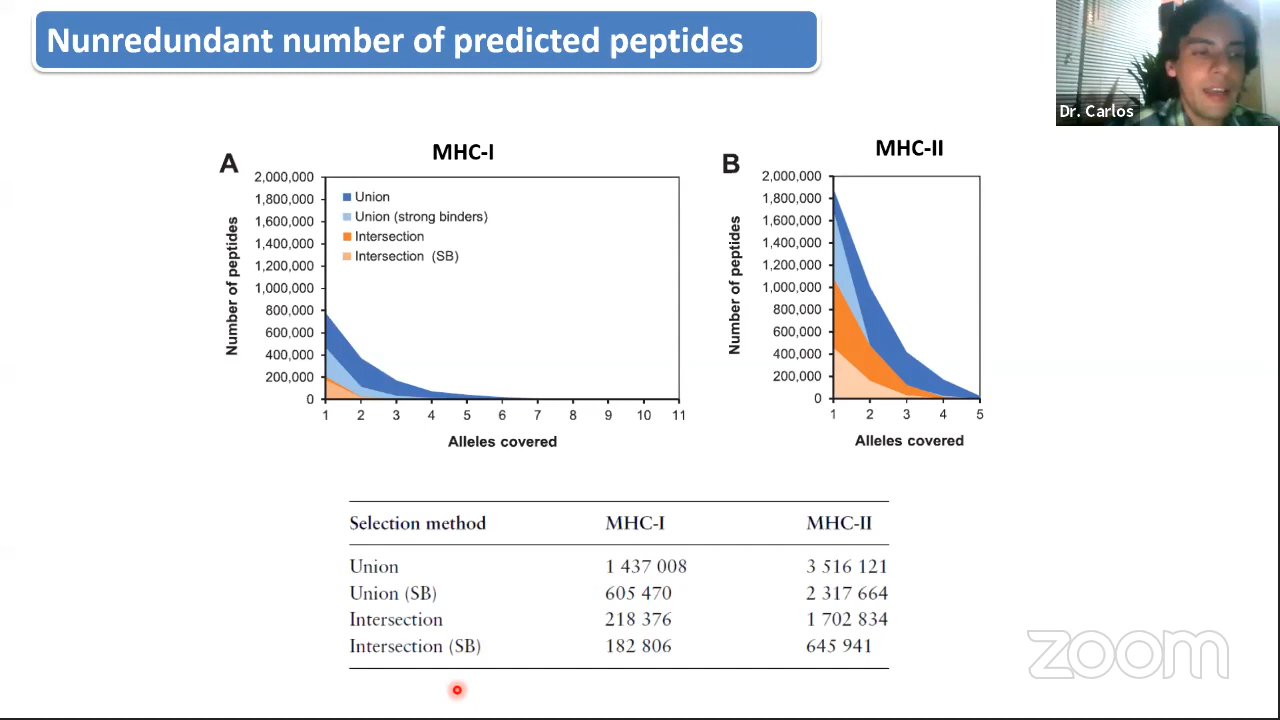 Nunredundant number of predicted peptides
Dr. Carlos
A
MHC-I
2,000,000
1,800,000
1,600,000
1,400,000
1,200,000
1,000,000
800,000
600,000
400,000
200,000
0
Number of peptides
Union
Union (strong binders)
Intersection
Intersection (SB)
1 2 3 4 5 6 7 8 9 10 11
Alleles covered
B
MHC-II
2,000,000
1,800,000
1,600,000
1,400,000
1,200,000
1,000,000
800,000
600,000
400,000
200,000
0
Number of peptides
1 2 3 4 5
Alleles covered
Selection method MHC-I MHC-II
Union 1 437 008 3 516 121
Union (SB) 605 470 2 317 664
Intersection 218 376 1 702 834
Intersection (SB) 182 806 645 941
zoom